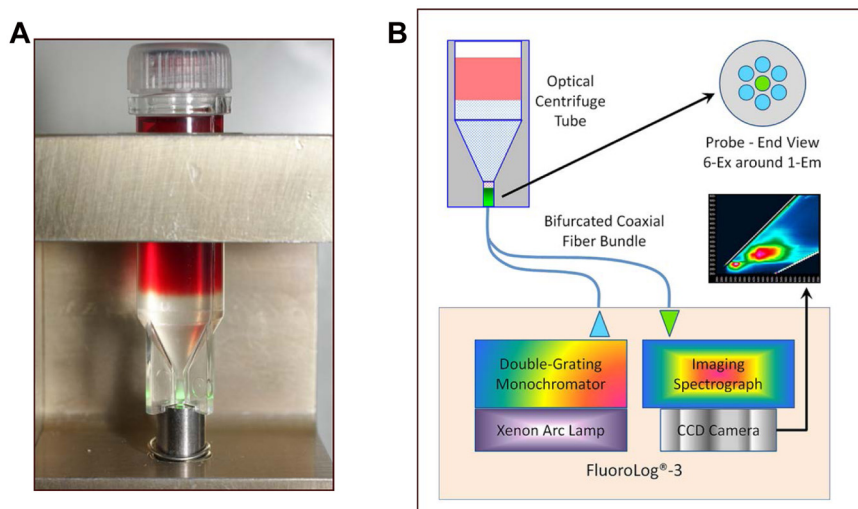 A
B
Optical
Centrifuge
Tube
Probe - End View
6-Ex around 1-Em
Bifurcated Coaxial
Fiber Bundle
Double-Grating
Monochromator
Imaging
Spectrograph
Xenon Arc Lamp
CCD Camera
FluoroLog®-3